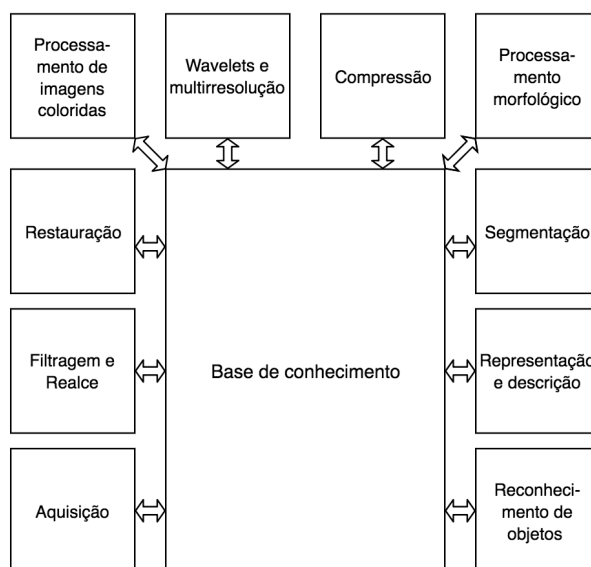 Processa-
mento de
imagens
coloridas
Wavelets e
multirresolução
Compressão
Processa-
mento
morfológico
Restauração
Segmentação
Filtragem e
Realce
Base de conhecimento
Representação
e descrição
Aquisição
Reconheci-
mento de
objetos